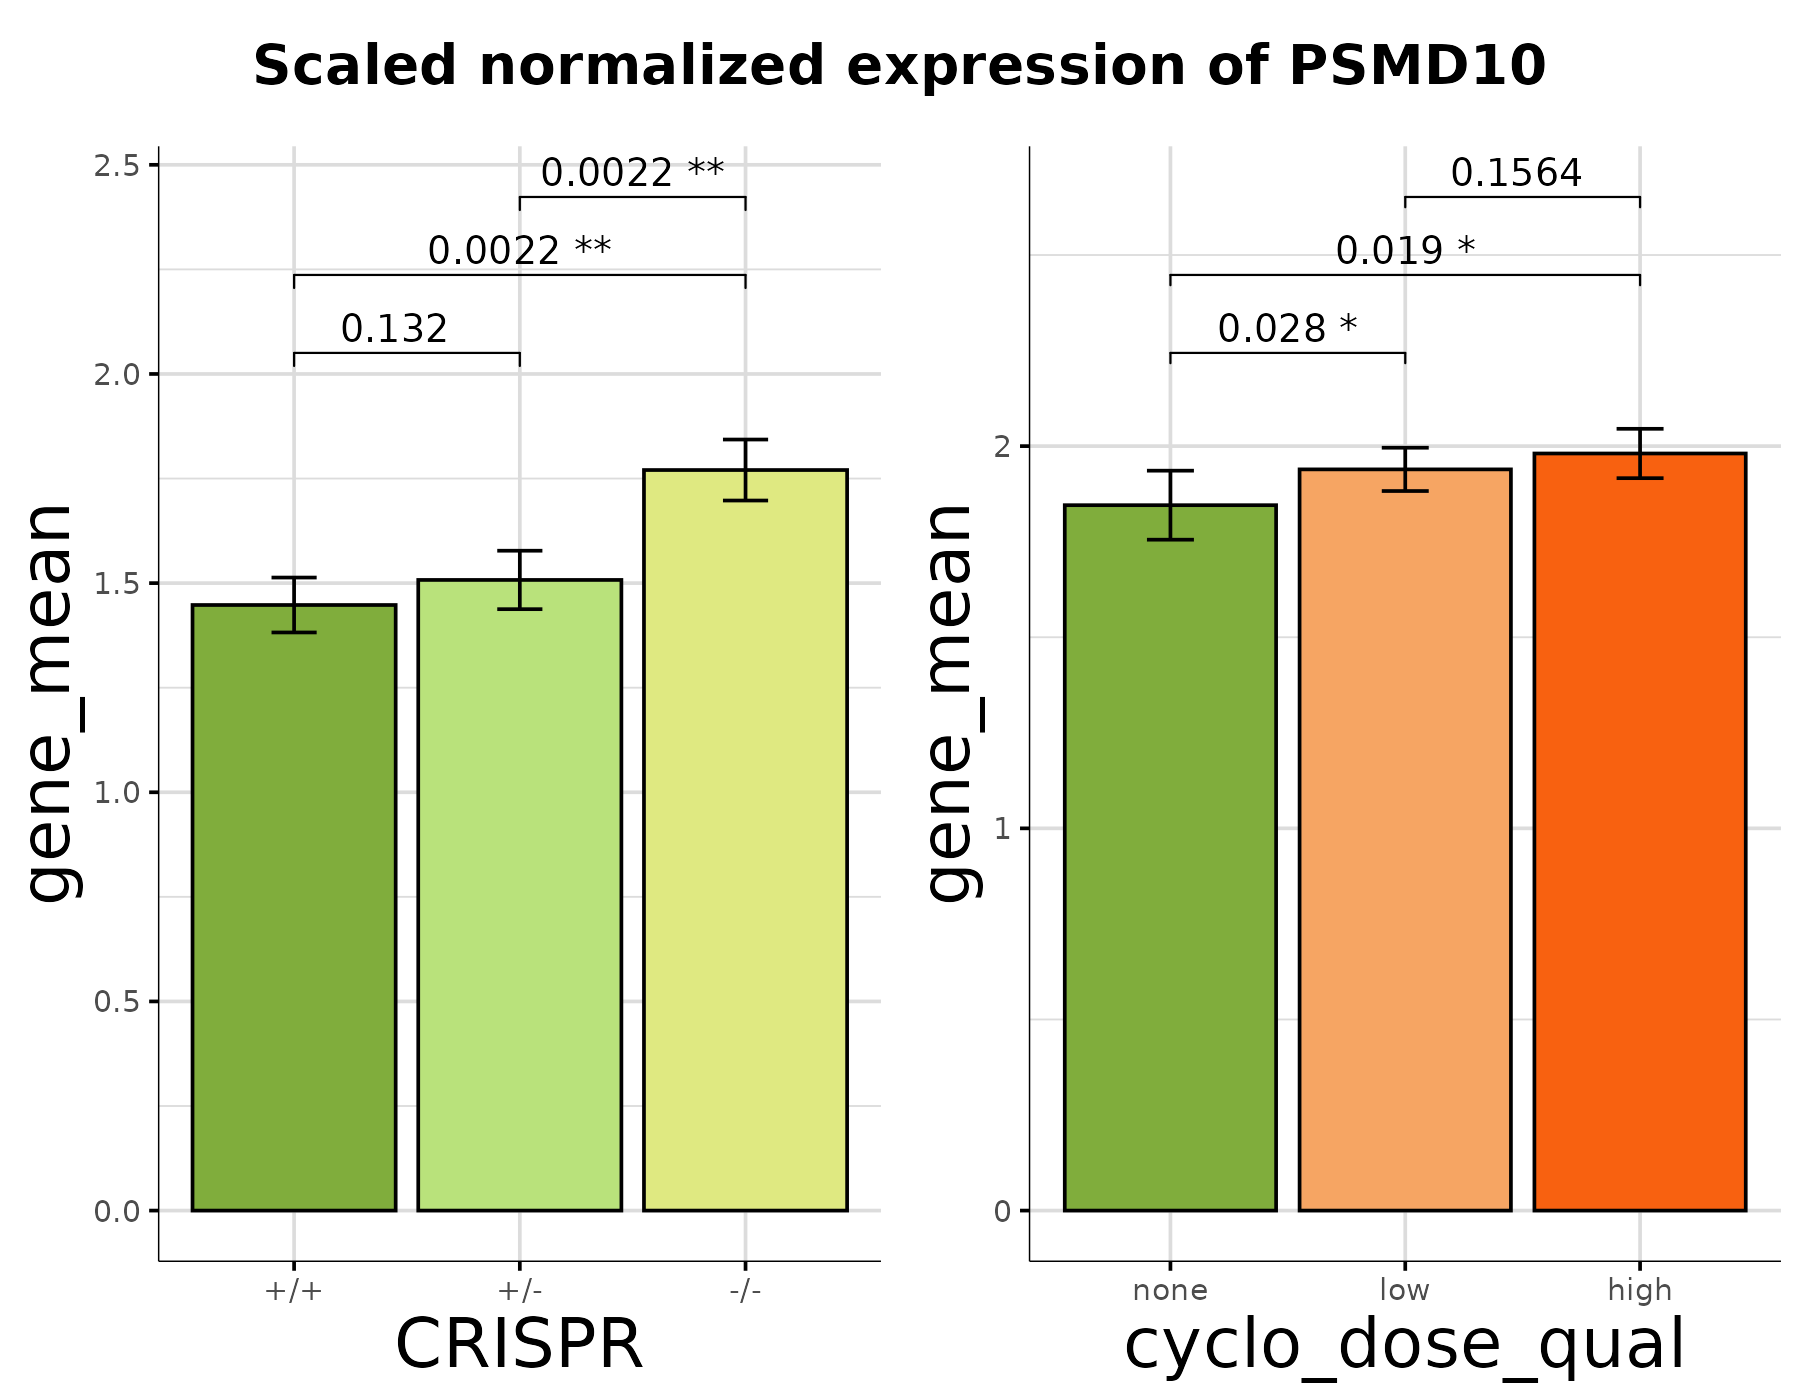 Scaled normalized expression of PSMD10
gene_mean
2.5
2.0
1.5
1.0
0.5
0.0
0.0022 **
0.0022 **
0.132
+/+
+/-
-/-
CRISPR
gene_mean
2
1
0
0.1564
0.019 *
0.028 *
none
low
high
cyclo_dose_qual